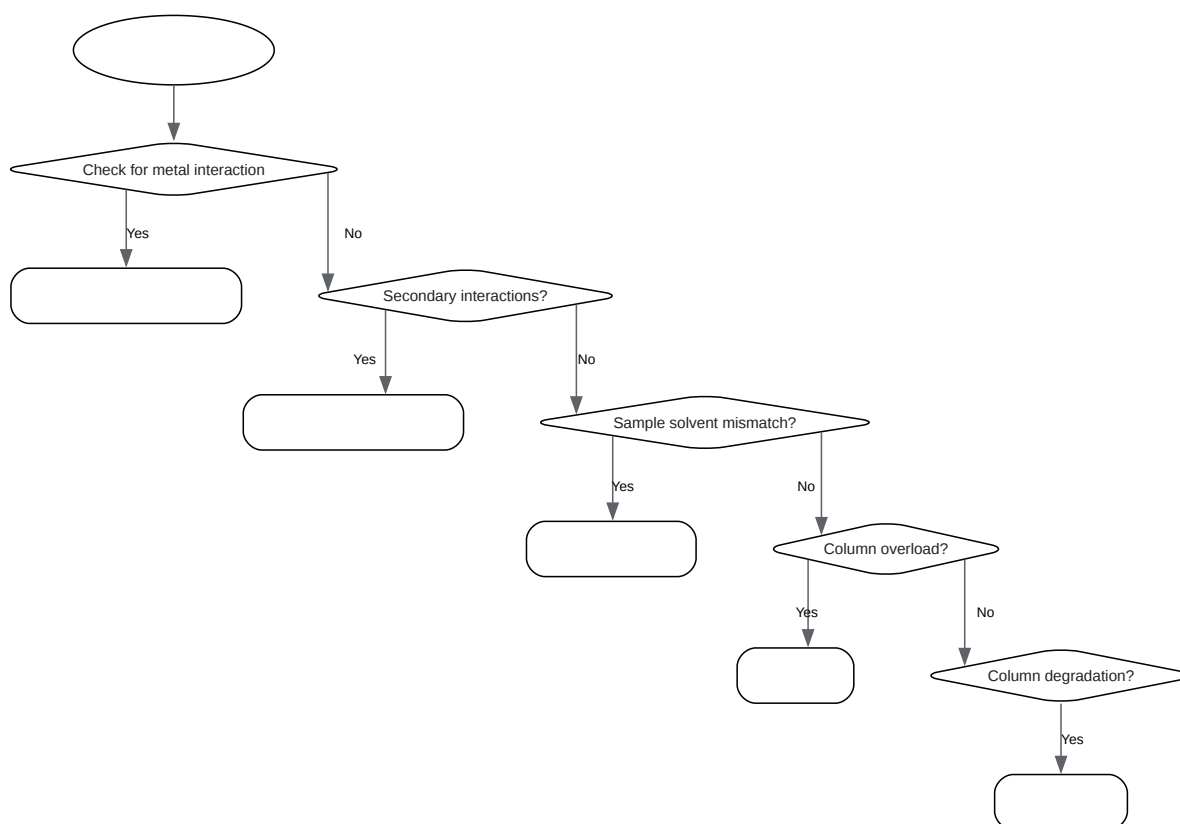 Check for metal interaction
Yes
No
Secondary interactions?
Yes
No
Sample solvent mismatch?
Yes
No
Column overload?
Yes
No
Column degradation?
Yes